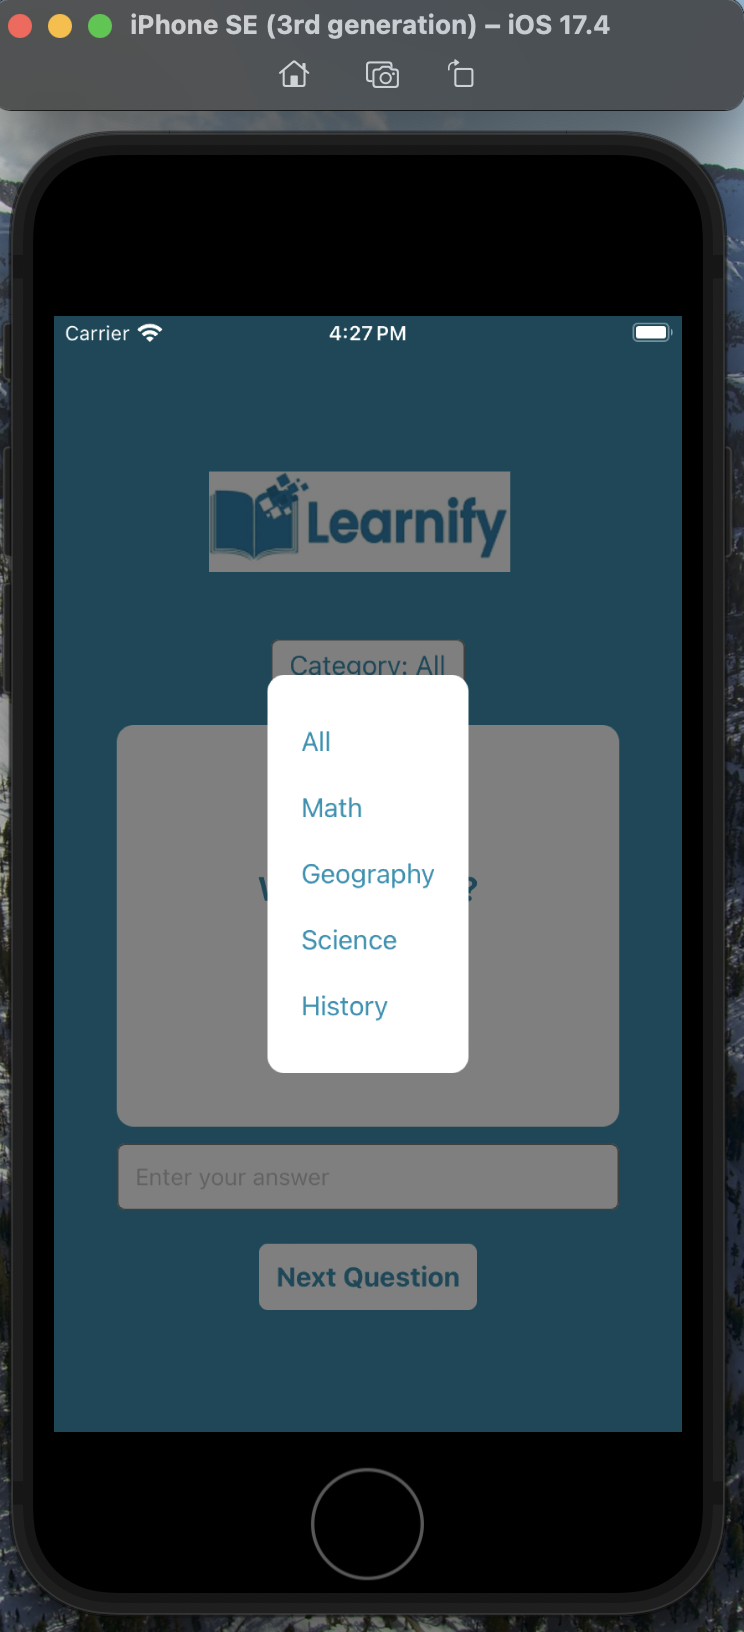 iPhone SE (3rd generation) – iOS 17.4
Carrier
4:27 PM
Learnify
Category: All
All
Math
Geography
?
Science
History
Enter your answer
Next Question